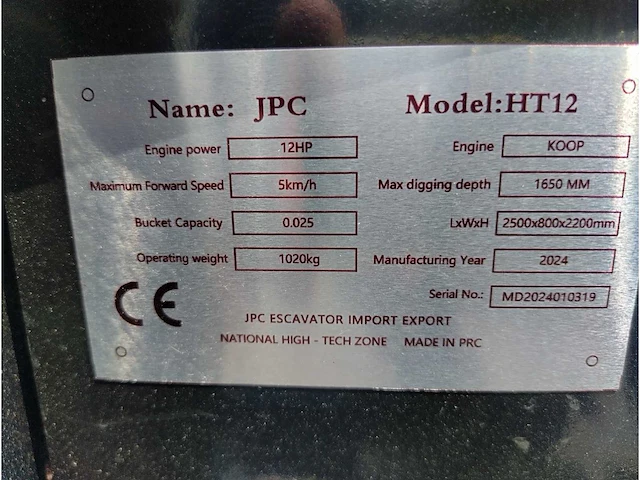 Name: JPC Model:HT12
Engine power 12HP Engine KOOP
Maximum Forward Speed 5km/h Max digging depth 1650 MM
Bucket Capacity 0.025 LxWxH 2500x800x2200mm
Operating weight 1020kg Manufacturing Year 2024
Serial No.: MD2024010319
CE
JPC ESCAVATOR IMPORT EXPORT
NATIONAL HIGH - TECH ZONE MADE IN PRC